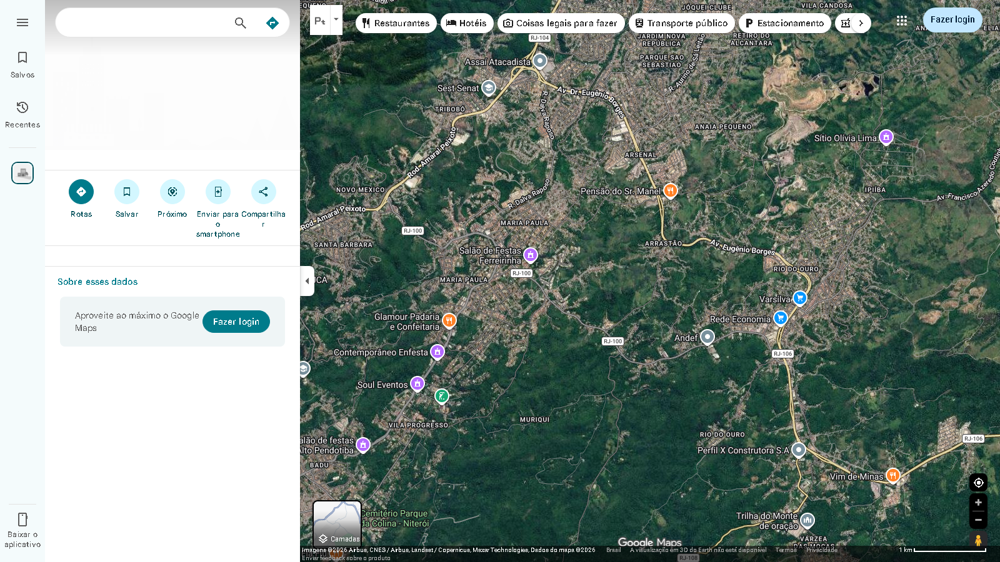 Salvos
Recentes
Baixar o
aplicativo
Rotas
Salvar
Próximo
Enviar para
o
smartphone
Compartilha
r
Sobre esses dados
Aproveite ao máximo o Google
Maps
Fazer login
Restaurantes
Hotéis
Coisas legais para fazer
Transporte público
Estacionamento
Fazer login
JÓQUEI CLUBE
VILA CANDOSA
RJ-104
JARDIM NOVA
REPÚBLICA
RETIRO DO
ALCANTARA
PARQUE SAO
SEBASTIAO
R. Aurino de Sá Leitão
Assaí Atacadista
Sest Senat
Av. Dr. Eugênio Borges
TRIBOBÓ
R. Dalva Raposo
ANAIA PEQUENO
Sítio Olívia Lima
Rod. Amaral Peixoto
ARSENAL
NOVO MEXICO
Pensão do Sr. Manel
IPIÍBA
Av. Francisco Azeredo Coutinho
R. Dalva Raposo
Rod. Amaral Peixoto
MARIA PAULA
RJ-100
SANTA BARBARA
ARRASTÃO
Av. Eugênio Borges
Salão de Festas
Ferreirinha
RIO DO OURO
RJ-100
MARIA PAULA
Varsilva
Glamour Padaria
e Confeitaria
Rede Economia
Andef
RJ-100
Contemporâneo Enfesta
RJ-106
Soul Eventos
MURIQUI
VILA PROGRESSO
RIO DO OURO
RJ-106
alão de festas
Alto Pendotiba
Perfil X Construtora S.A
BADU
Vim de Minas
Cemitério Parque
da Colina - Niterói
Trilha do Monte
de oração
Camadas
VÁRZEA
DAS MOÇAS
Google Maps
Imagens ©2026 Airbus, CNES / Airbus, Landsat / Copernicus, Maxar Technologies, Dados do mapa ©2026
Brasil
A visualização em 3D do Earth não está disponível
Termos
Privacidade
1 km
Enviar feedback sobre o produto
RJ-108